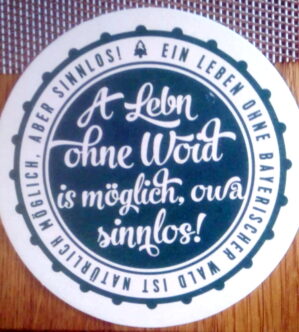 A Lebn
ohne Woid
is möglich, owa
sinnlos!
EIN LEBEN OHNE BAYERISCHER WALD IST NATÜRLICH MÖGLICH, ABER SINNLOS!